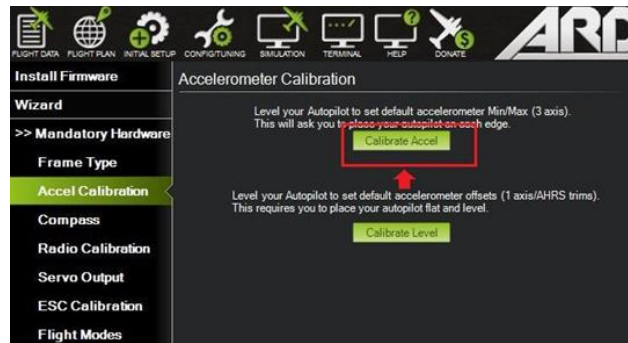 FLIGHT DATA FLIGHT PLAN INITIAL SETUP CONFIG/TUNING SIMULATION TERMINAL HELP DONATE
Install Firmware
Wizard
>> Mandatory Hardware
Frame Type
Accel Calibration
Compass
Radio Calibration
Servo Output
ESC Calibration
Flight Modes
Accelerometer Calibration
Level your Autopilot to set default accelerometer Min/Max (3 axis).
This will ask you to place your autopilot on each edge.
Calibrate Accel
Level your Autopilot to set default accelerometer offsets (1 axis/AHRS trims).
This requires you to place your autopilot flat and level.
Calibrate Level